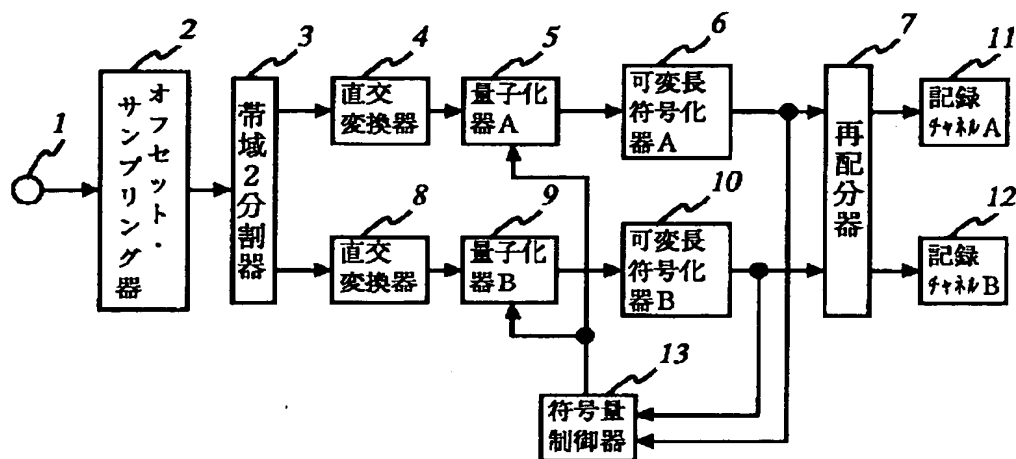 1
2
オフセット・
サンプリング器
3
帯域2分割器
4
直交
変換器
5
量子化
器A
6
可変長
符号化
器A
7
再配分器
11
記録
チャネルA
8
直交
変換器
9
量子化
器B
10
可変長
符号化
器B
12
記録
チャネルB
13
符号量
制御器